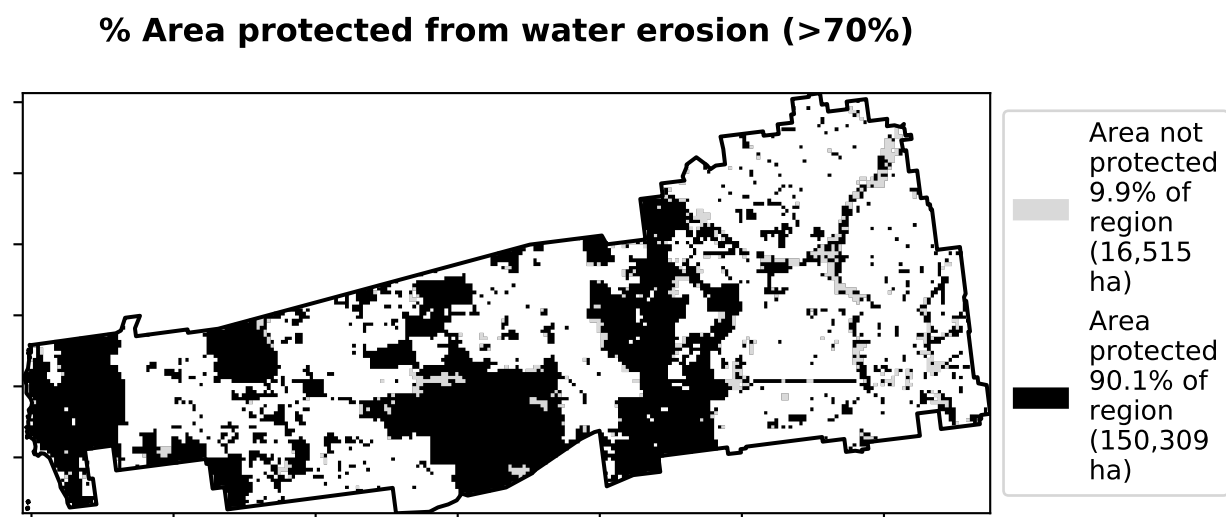 % Area protected from water erosion (>70%)
Area not
protected
9.9% of
region
(16,515
ha)
Area
protected
90.1% of
region
(150,309
ha)